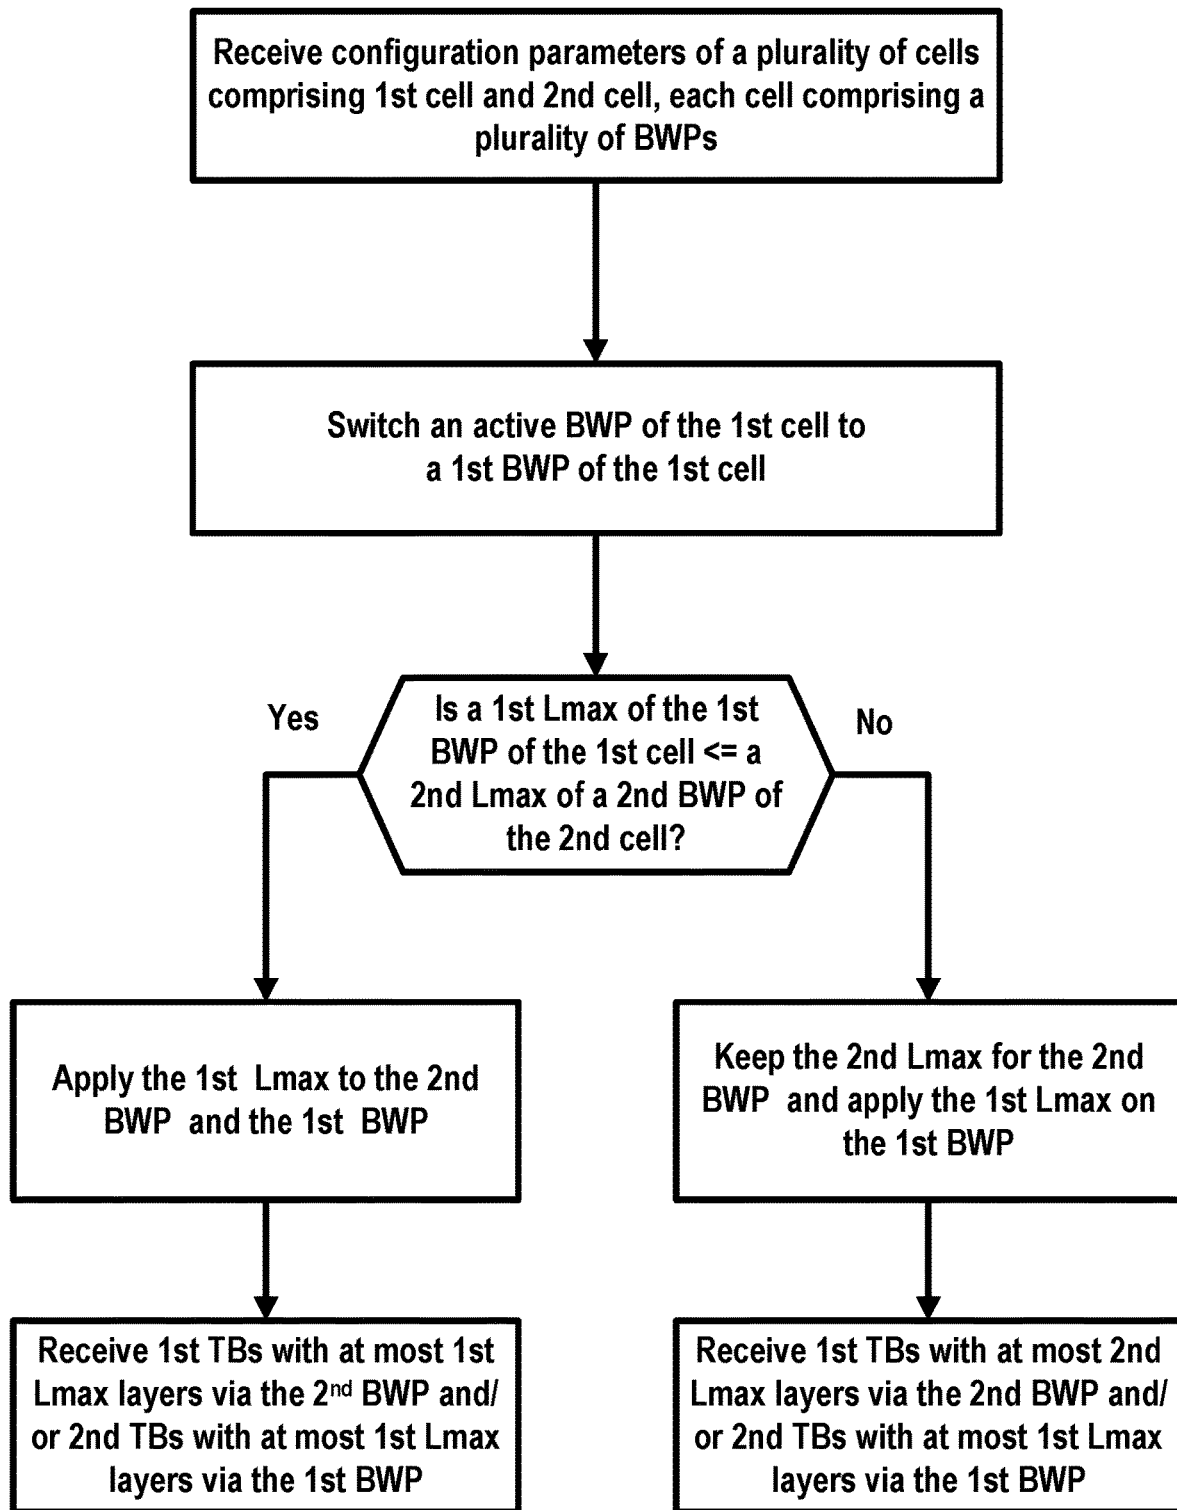 Receive configuration parameters of a plurality of cells
comprising 1st cell and 2nd cell, each cell comprising a
plurality of BWPs
Switch an active BWP of the 1st cell to
a 1st BWP of the 1st cell
Yes
Is a 1st Lmax of the 1st
BWP of the 1st cell <= a
2nd Lmax of a 2nd BWP of
the 2nd cell?
No
Apply the 1st Lmax to the 2nd
BWP and the 1st BWP
Keep the 2nd Lmax for the 2nd
BWP and apply the 1st Lmax on
the 1st BWP
Receive 1st TBs with at most 1st
Lmax layers via the 2nd BWP and/
or 2nd TBs with at most 1st Lmax
layers via the 1st BWP
Receive 1st TBs with at most 2nd
Lmax layers via the 2nd BWP and/
or 2nd TBs with at most 1st Lmax
layers via the 1st BWP